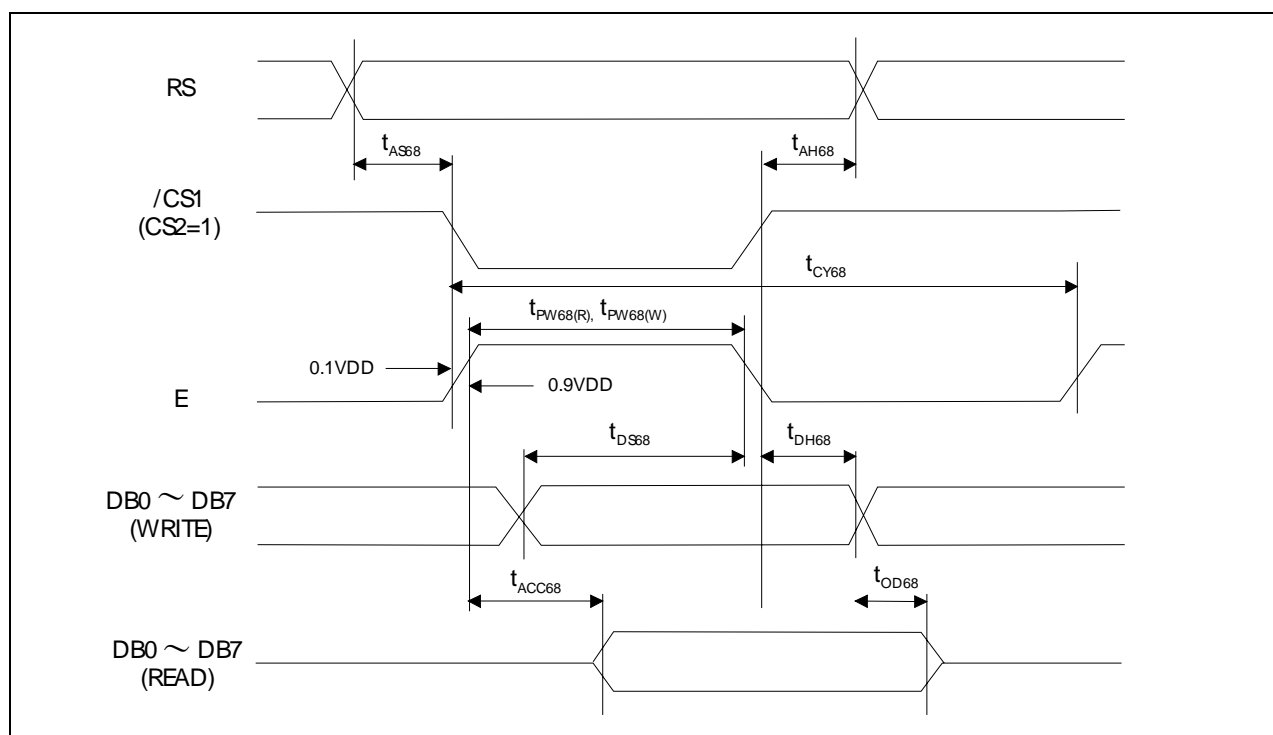 RS
tAS68
tAH68
/CS1
(CS2=1)
tCY68
tPW68(R), tPW68(W)
0.1VDD
0.9VDD
E
tDS68
tDH68
DB0 ~ DB7
(WRITE)
tACC68
tOD68
DB0 ~ DB7
(READ)